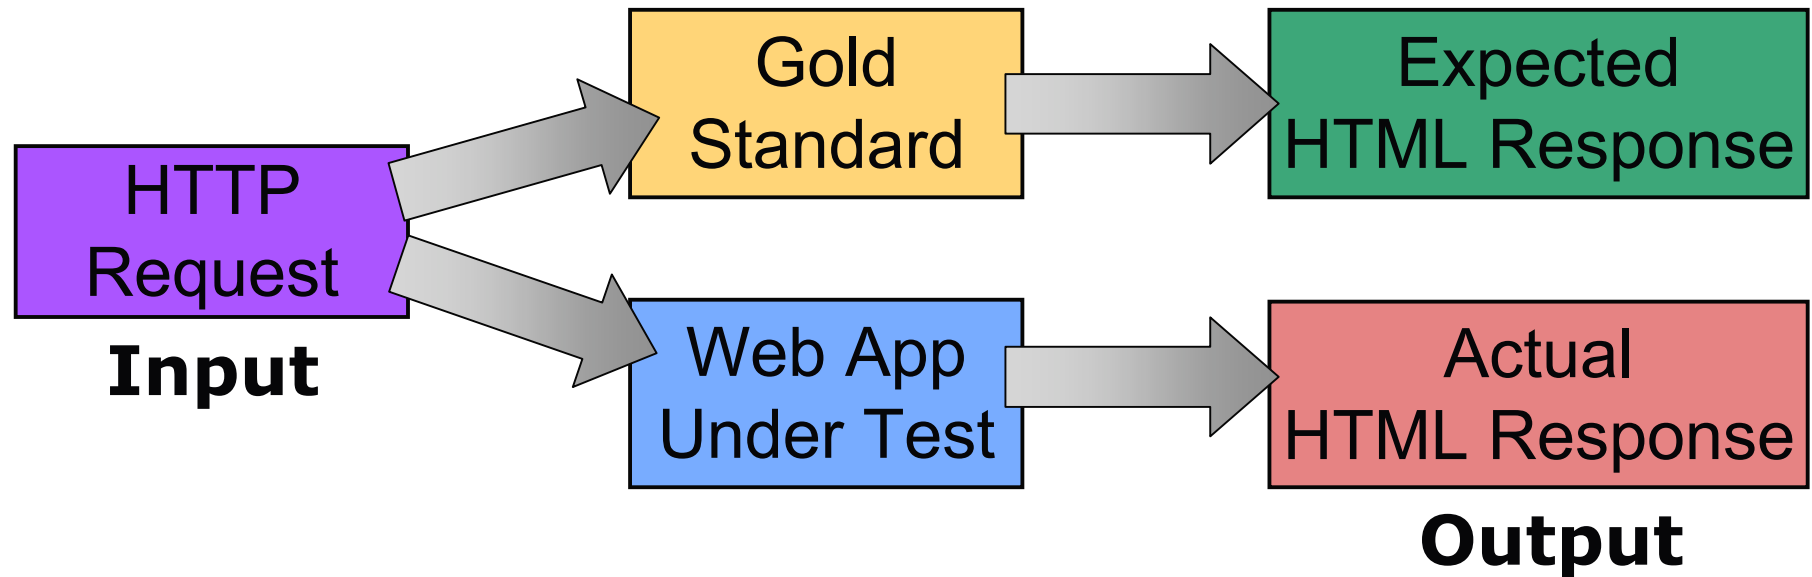 HTTP
Request
Input
Gold
Standard
Expected
HTML Response
Web App
Under Test
Actual
HTML Response
Output